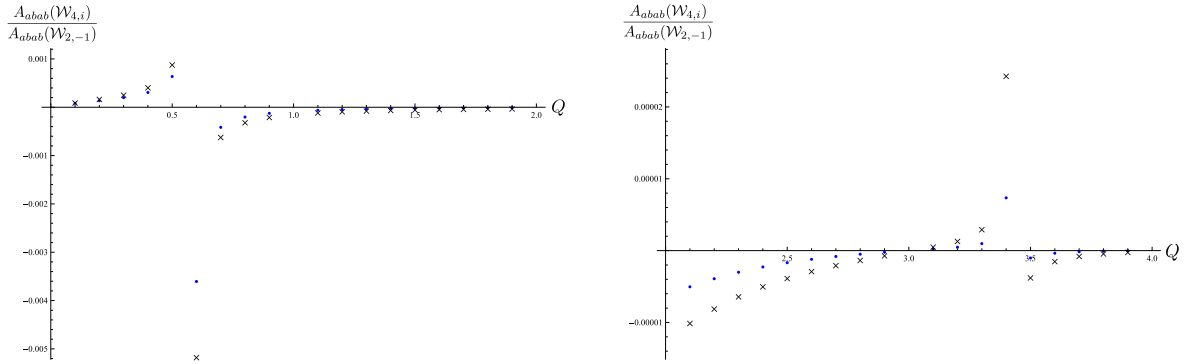 A_{abab}(\mathcal{W}_{4,i})
A_{abab}(\mathcal{W}_{2,-1})
0.001
Q
0.5 1.0 1.5 2.0
−0.001
−0.002
−0.003
−0.004
−0.005
A_{abab}(\mathcal{W}_{4,i})
A_{abab}(\mathcal{W}_{2,-1})
0.00002
0.00001
Q
2.5 3.0 3.5 4.0
−0.00001